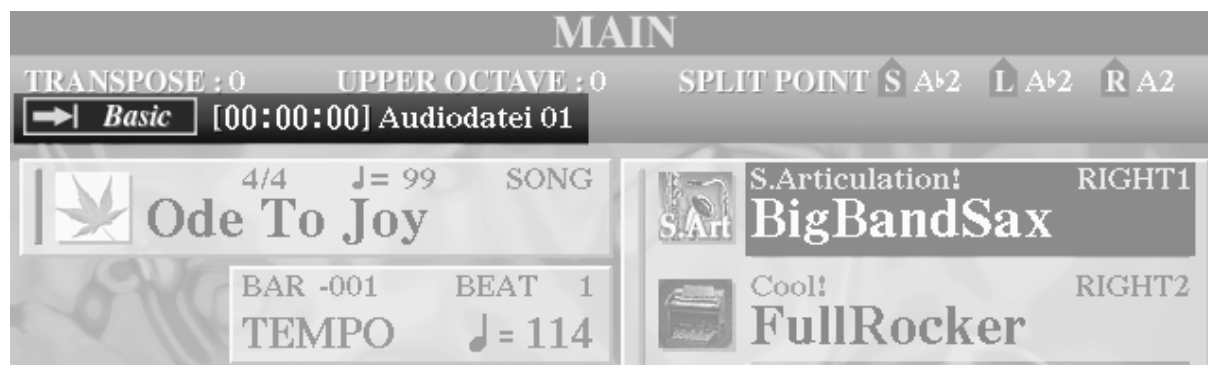 MAIN
TRANSPOSE : 0 UPPER OCTAVE : 0 SPLIT POINT S A♭2 L A♭2 R A2
Basic [00:00:00] Audiodatei 01
4/4 ♩= 99 SONG
Ode To Joy
BAR -001 BEAT 1
TEMPO ♩= 114
S.Art
S.Articulation! RIGHT1
BigBandSax
Cool! RIGHT2
FullRocker